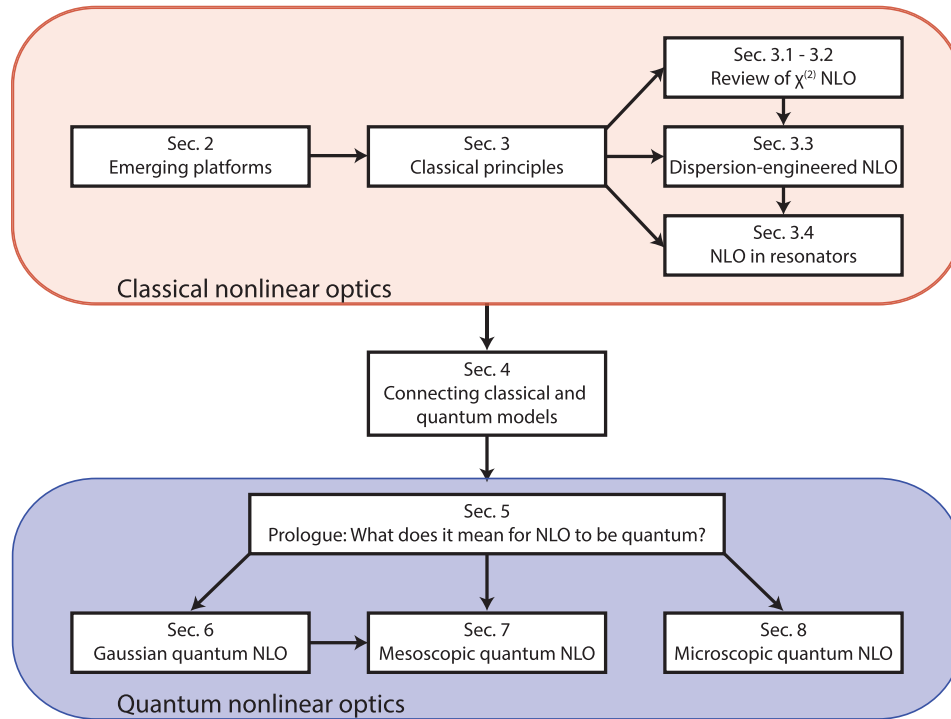 Sec. 3.1 - 3.2
Review of χ⁽²⁾ NLO
Sec. 2
Emerging platforms
Sec. 3
Classical principles
Sec. 3.3
Dispersion-engineered NLO
Sec. 3.4
NLO in resonators
Classical nonlinear optics
Sec. 4
Connecting classical and
quantum models
Sec. 5
Prologue: What does it mean for NLO to be quantum?
Sec. 6
Gaussian quantum NLO
Sec. 7
Mesoscopic quantum NLO
Sec. 8
Microscopic quantum NLO
Quantum nonlinear optics